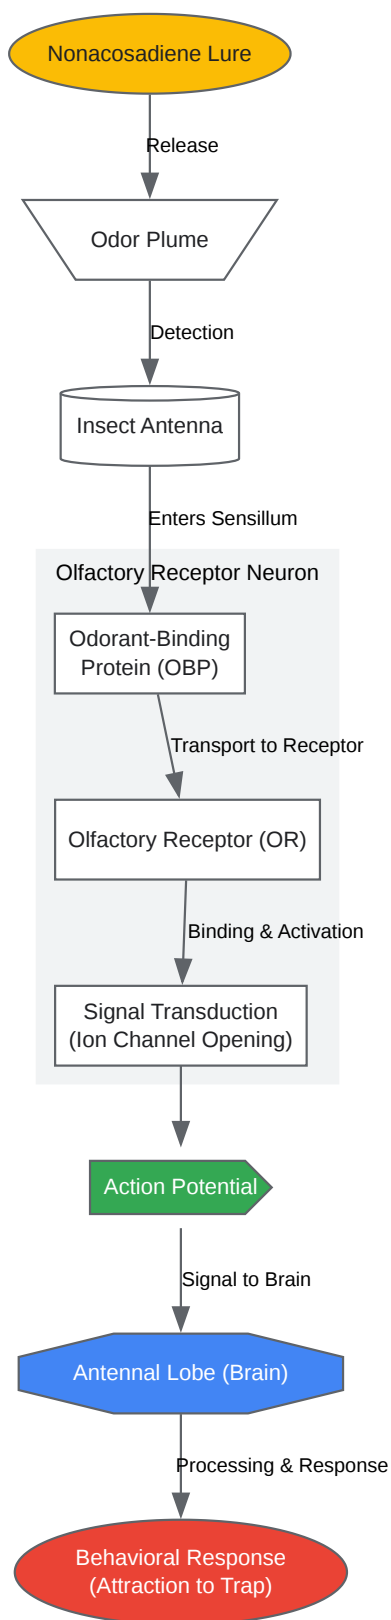 Nonacosadiene Lure
Release
Odor Plume
Detection
Insect Antenna
Enters Sensillum
Olfactory Receptor Neuron
Odorant-Binding
Protein (OBP)
Transport to Receptor
Olfactory Receptor (OR)
Binding & Activation
Signal Transduction
(Ion Channel Opening)
Action Potential
Signal to Brain
Antennal Lobe (Brain)
Processing & Response
Behavioral Response
(Attraction to Trap)